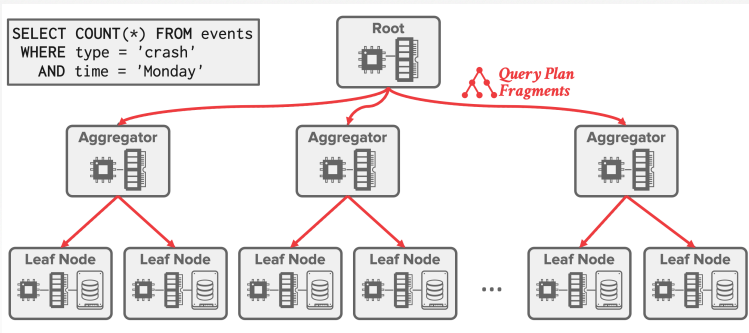 SELECT COUNT(*) FROM events
WHERE type = 'crash'
AND time = 'Monday'
Root
Query Plan
Fragments
Aggregator
Aggregator
Aggregator
Leaf Node
Leaf Node
Leaf Node
Leaf Node
...
Leaf Node
Leaf Node